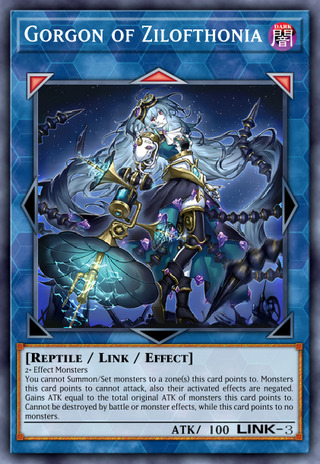 Gorgon of Zilofthonia
DARK
闇
[Reptile / Link / Effect]
2+ Effect Monsters
You cannot Summon/Set monsters to a zone(s) this card points to. Monsters
this card points to cannot attack, also their activated effects are negated.
Gains ATK equal to the total original ATK of monsters this card points to.
Cannot be destroyed by battle or monster effects, while this card points to no
monsters.
ATK/ 100 LINK-3